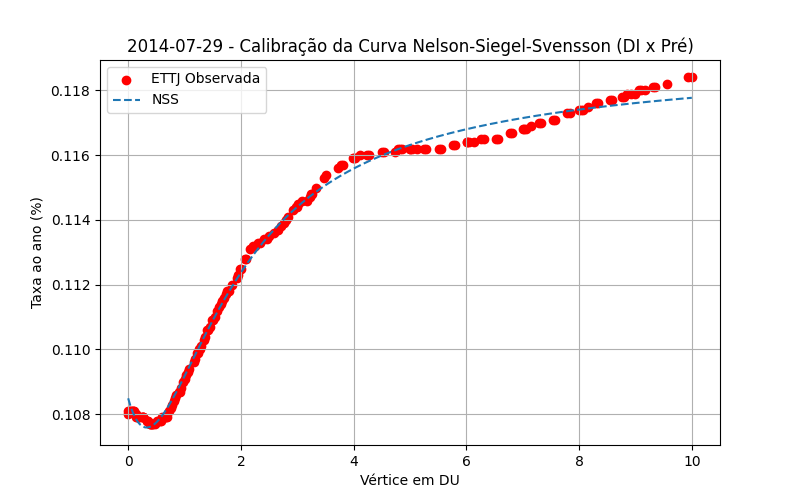 2014-07-29 - Calibração da Curva Nelson-Siegel-Svensson (DI x Pré)
ETTJ Observada
NSS
0.118
0.116
0.114
0.112
0.110
0.108
Taxa ao ano (%)
0 2 4 6 8 10
Vértice em DU